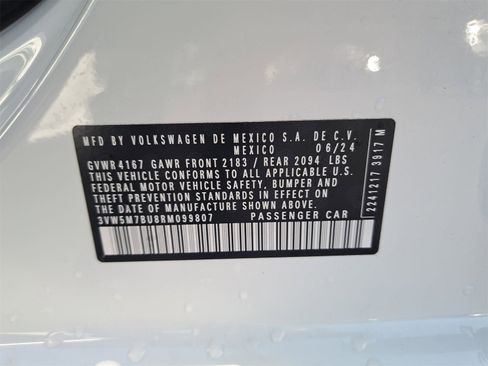 MFD BY VOLKSWAGEN DE MEXICO S.A. DE C.V.
MEXICO 06/24
GVWR 4167 GAWR FRONT 2183 / REAR 2094 LBS
THIS VEHICLE CONFORMS TO ALL APPLICABLE U.S.
FEDERAL MOTOR VEHICLE SAFETY, BUMPER AND
THEFT PREVENTION STANDARDS IN EFFECT ON
THE DATE OF MANUFACTURE SHOWN ABOVE.
3VW5M7BU8RM099807 PASSENGER CAR
2241217 3917 M